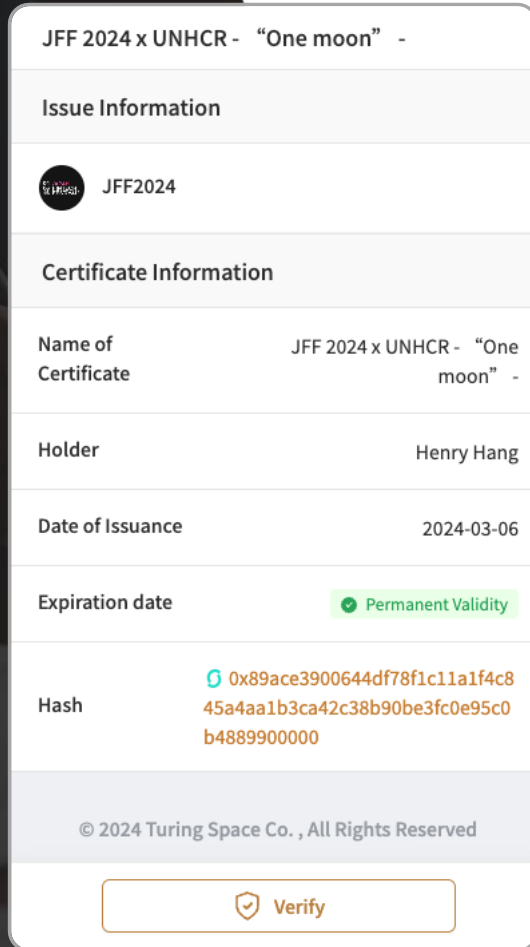 JFF 2024 x UNHCR - “One moon” -
Issue Information
JFF2024
Certificate Information
Name of
Certificate
JFF 2024 x UNHCR - “One
moon” -
Holder
Henry Hang
Date of Issuance
2024-03-06
Expiration date
Permanent Validity
Hash
0x89ace3900644df78f1c11a1f4c8
45a4aa1b3ca42c38b90be3fc0e95c0
b4889900000
© 2024 Turing Space Co. , All Rights Reserved
Verify